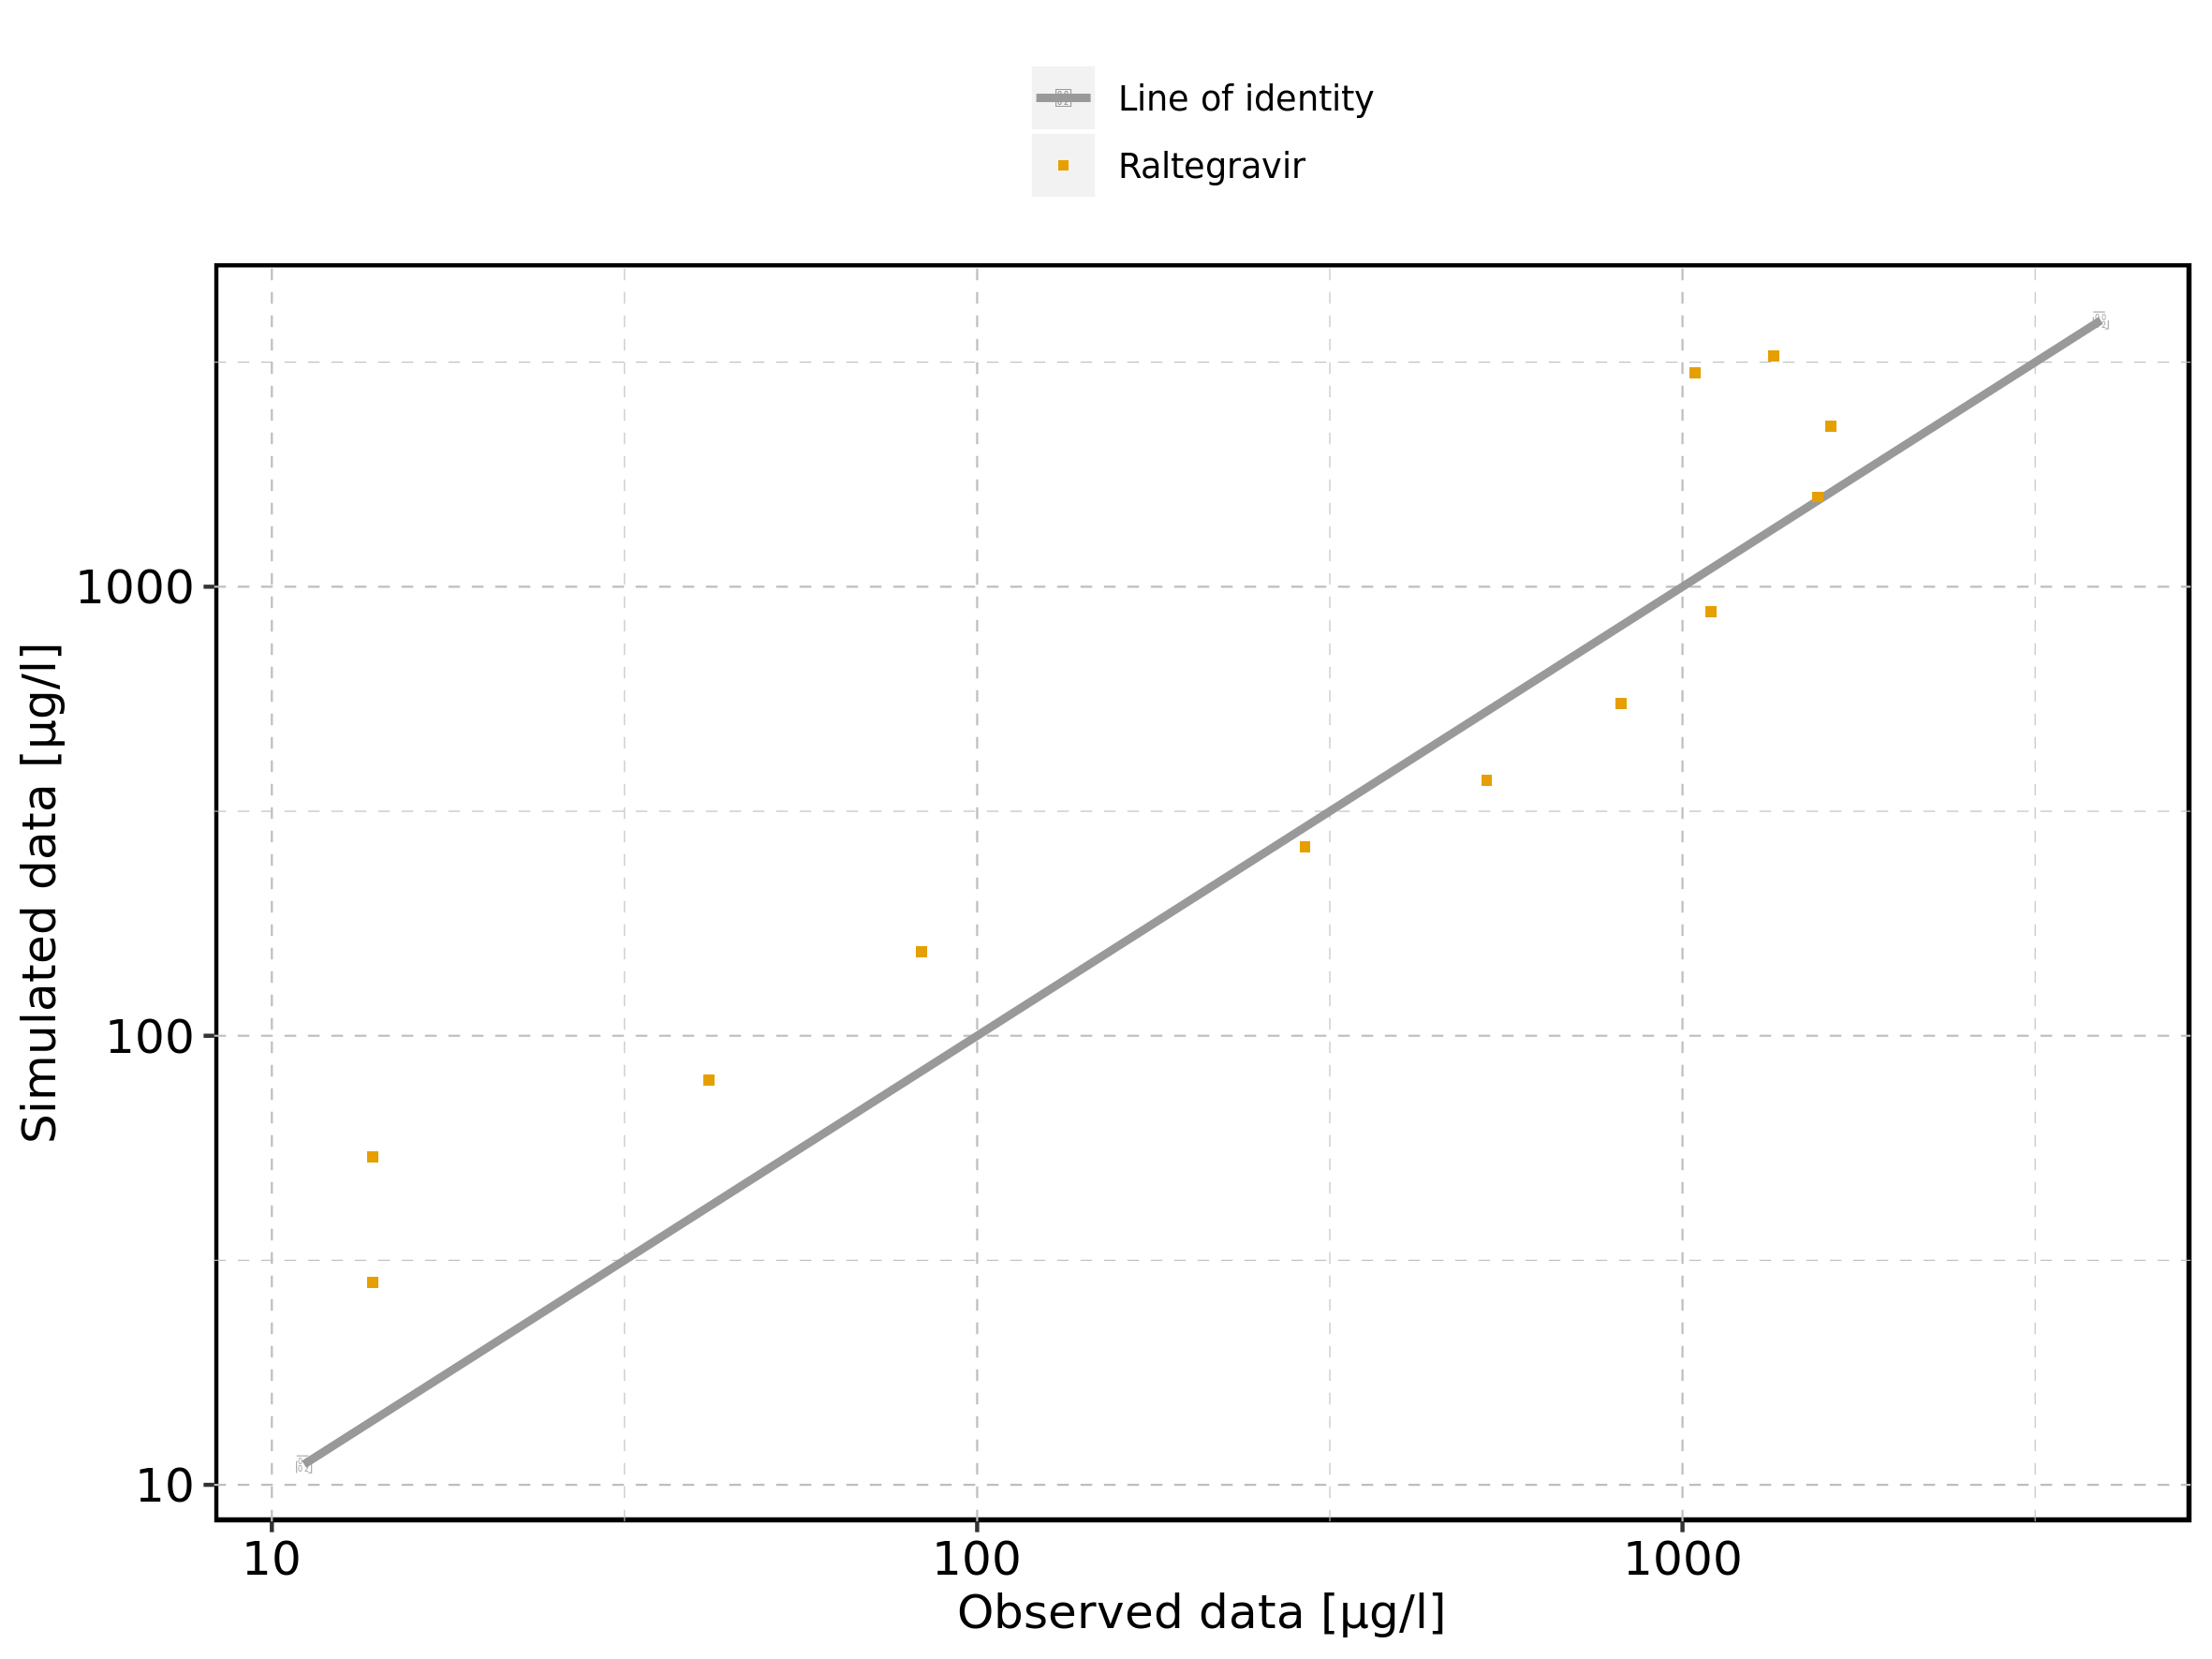 Line of identity
Raltegravir
1000
100
10
Simulated data [µg/l]
10 100 1000
Observed data [µg/l]